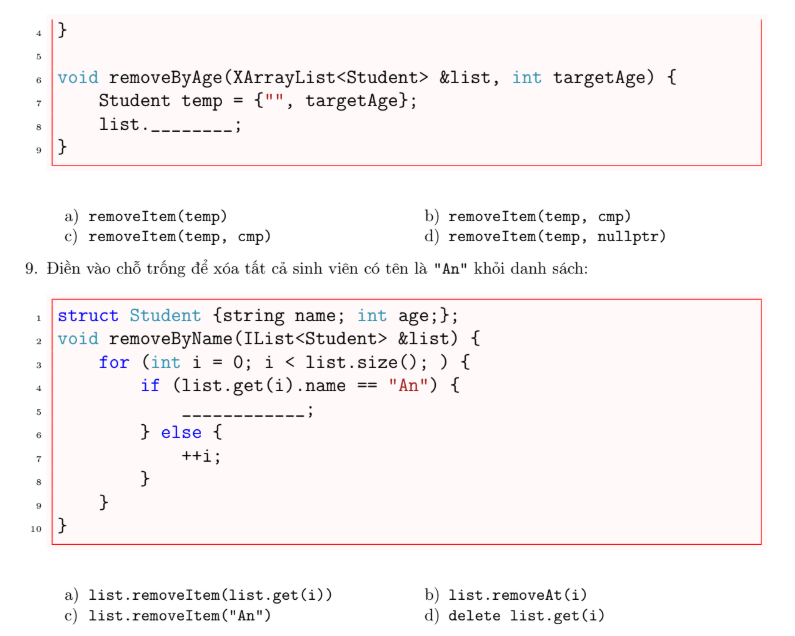 4 }
5
6 void removeByAge(XArrayList<Student> &list, int targetAge) {
7     Student temp = {"", targetAge};
8     list.________;
9 }
a) removeItem(temp) b) removeItem(temp, cmp)
c) removeItem(temp, cmp) d) removeItem(temp, nullptr)
9. Điền vào chỗ trống để xóa tất cả sinh viên có tên là "An" khỏi danh sách:
1 struct Student {string name; int age;};
2 void removeByName(IList<Student> &list) {
3     for (int i = 0; i < list.size(); ) {
4         if (list.get(i).name == "An") {
5             ____________;
6         } else {
7             ++i;
8         }
9     }
10 }
a) list.removeItem(list.get(i)) b) list.removeAt(i)
c) list.removeItem("An") d) delete list.get(i)